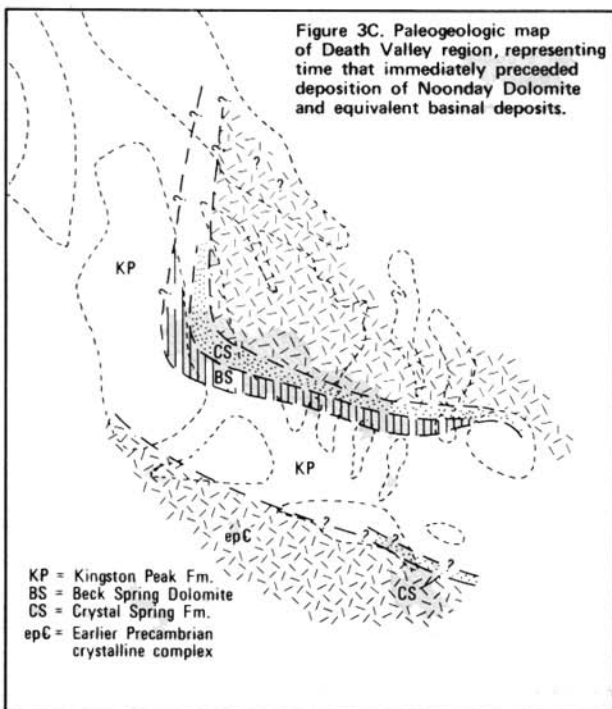 Figure 3C. Paleogeologic map
of Death Valley region, representing
time that immediately preceeded
deposition of Noonday Dolomite
and equivalent basinal deposits.
?
?
?
?
?
?
KP
?
?
CS
BS
KP
?
?
ep€
?
?
CS
KP = Kingston Peak Fm.
BS = Beck Spring Dolomite
CS = Crystal Spring Fm.
ep€ = Earlier Precambrian
crystalline complex